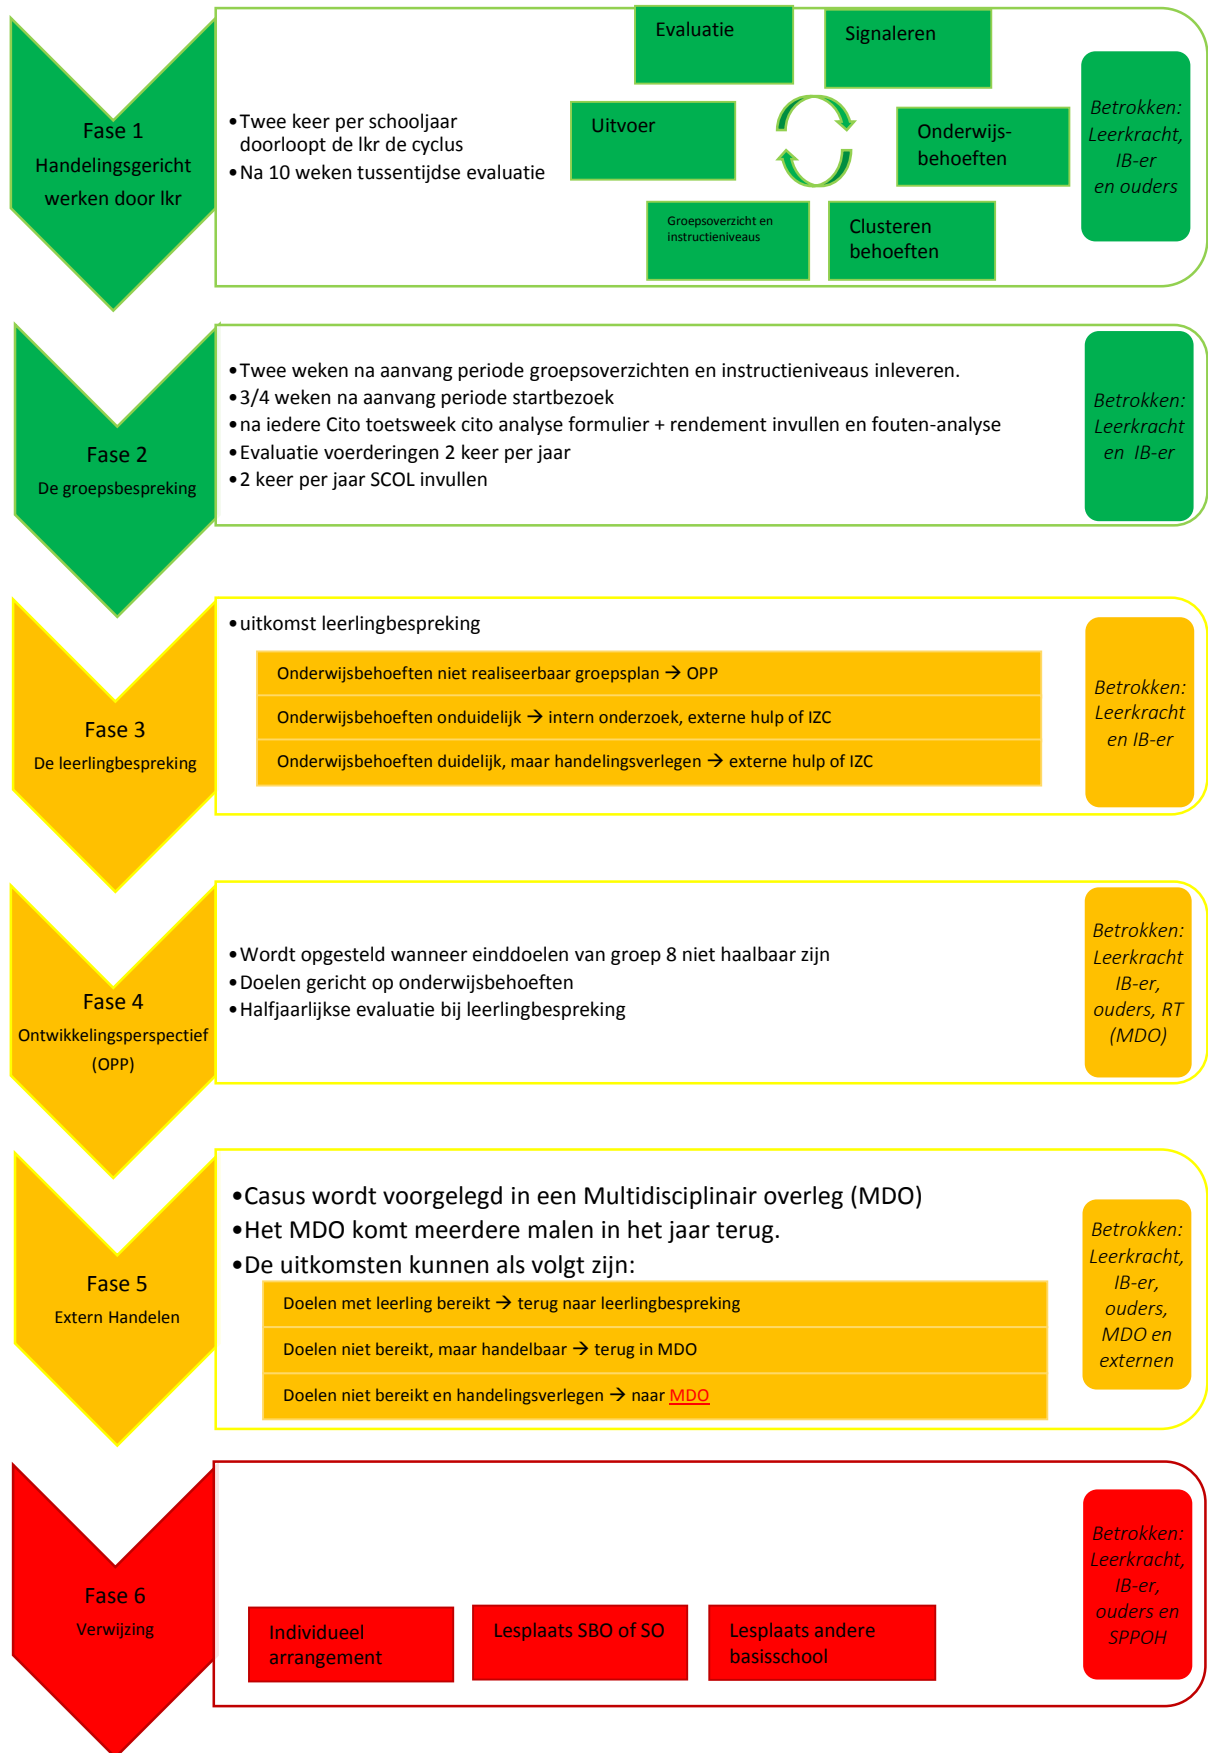 Fase 1
Handelingsgericht
werken door lkr
•Twee keer per schooljaar
doorloopt de lkr de cyclus
•Na 10 weken tussentijdse evaluatie
Evaluatie
Signaleren
Uitvoer
Onderwijs-
behoeften
Groepsoverzicht en
instructieniveaus
Clusteren
behoeften
Betrokken:
Leerkracht,
IB-er
en ouders
Fase 2
De groepsbespreking
•Twee weken na aanvang periode groepsoverzichten en instructieniveaus inleveren.
•3/4 weken na aanvang periode startbezoek
•na iedere Cito toetsweek cito analyse formulier + rendement invullen en fouten-analyse
•Evaluatie voerderingen 2 keer per jaar
•2 keer per jaar SCOL invullen
Betrokken:
Leerkracht
en IB-er
Fase 3
De leerlingbespreking
•uitkomst leerlingbespreking
Onderwijsbehoeften niet realiseerbaar groepsplan → OPP
Onderwijsbehoeften onduidelijk → intern onderzoek, externe hulp of IZC
Onderwijsbehoeften duidelijk, maar handelingsverlegen → externe hulp of IZC
Betrokken:
Leerkracht
en IB-er
Fase 4
Ontwikkelingsperspectief
(OPP)
•Wordt opgesteld wanneer einddoelen van groep 8 niet haalbaar zijn
•Doelen gericht op onderwijsbehoeften
•Halfjaarlijkse evaluatie bij leerlingbespreking
Betrokken:
Leerkracht
IB-er,
ouders, RT
(MDO)
Fase 5
Extern Handelen
•Casus wordt voorgelegd in een Multidisciplinair overleg (MDO)
•Het MDO komt meerdere malen in het jaar terug.
•De uitkomsten kunnen als volgt zijn:
Doelen met leerling bereikt → terug naar leerlingbespreking
Doelen niet bereikt, maar handelbaar → terug in MDO
Doelen niet bereikt en handelingsverlegen → naar MDO
Betrokken:
Leerkracht,
IB-er,
ouders,
MDO en
externen
Fase 6
Verwijzing
Individueel
arrangement
Lesplaats SBO of SO
Lesplaats andere
basisschool
Betrokken:
Leerkracht,
IB-er,
ouders en
SPPOH